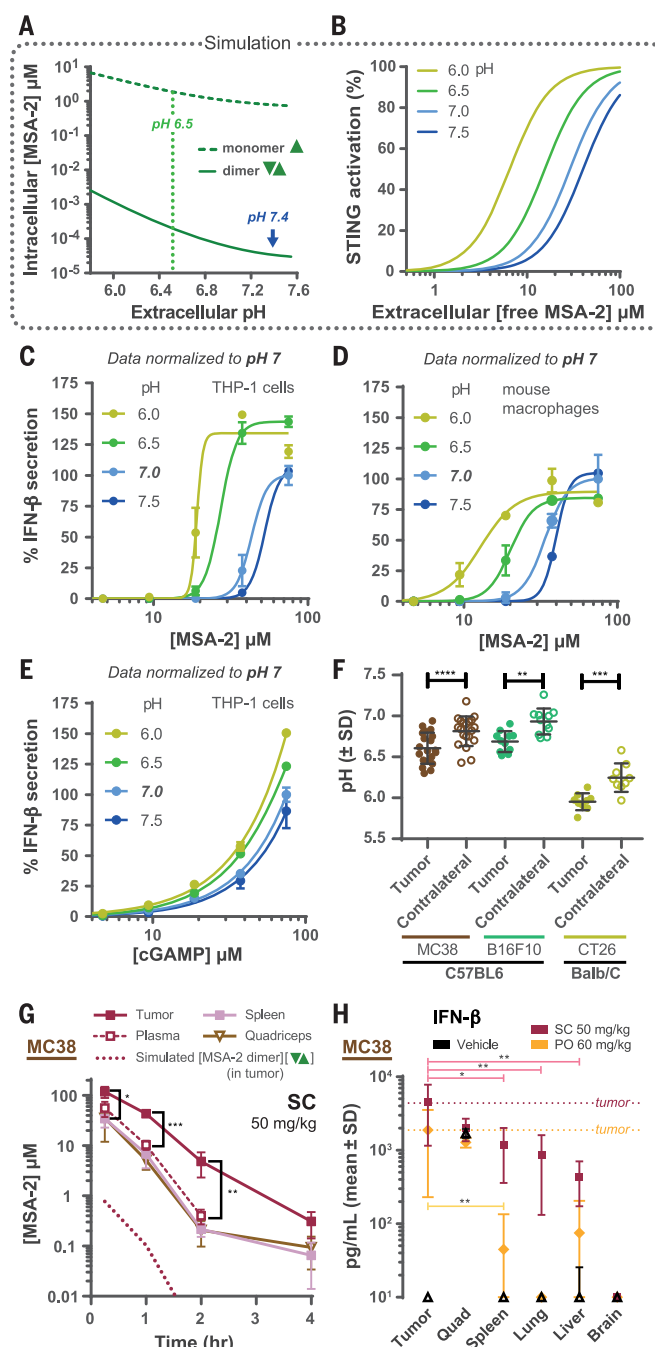 A
B
Simulation
Intracellular [MSA-2] µM
10¹
10⁰
10⁻¹
10⁻²
10⁻³
10⁻⁴
10⁻⁵
pH 6.5
monomer
dimer
pH 7.4
6.0 6.4 6.8 7.2 7.6
Extracellular pH
STING activation (%)
100
80
60
40
20
0
6.0 pH
6.5
7.0
7.5
1 10 100
Extracellular [free MSA-2] µM
C
Data normalized to pH 7
% IFN-β secretion
175
150
125
100
75
50
25
0
pH THP-1 cells
6.0
6.5
7.0
7.5
10 100
[MSA-2] µM
D
Data normalized to pH 7
175
150
125
100
75
50
25
0
pH mouse
macrophages
6.0
6.5
7.0
7.5
10 100
[MSA-2] µM
E
Data normalized to pH 7
% IFN-β secretion
175
150
125
100
75
50
25
0
pH THP-1 cells
6.0
6.5
7.0
7.5
10 100
[cGAMP] µM
F
pH (± SD)
7.5
7.0
6.5
6.0
5.5
**** ** ***
Tumor
Contralateral
Tumor
Contralateral
Tumor
Contralateral
MC38 B16F10 CT26
C57BL6 Balb/C
G
Tumor Spleen
Plasma Quadriceps
Simulated [MSA-2 dimer][ ]
(in tumor)
MC38
SC
50 mg/kg
[MSA-2] µM
100
10
1
0.1
0.01
*
***
**
0 1 2 3 4
Time (hr)
H
IFN-β
Vehicle
SC 50 mg/kg
PO 60 mg/kg
MC38
pg/mL (mean ± SD)
10⁴
10³
10²
10¹
**
**
*
tumor
tumor
**
Tumor
Quad
Spleen
Lung
Liver
Brain